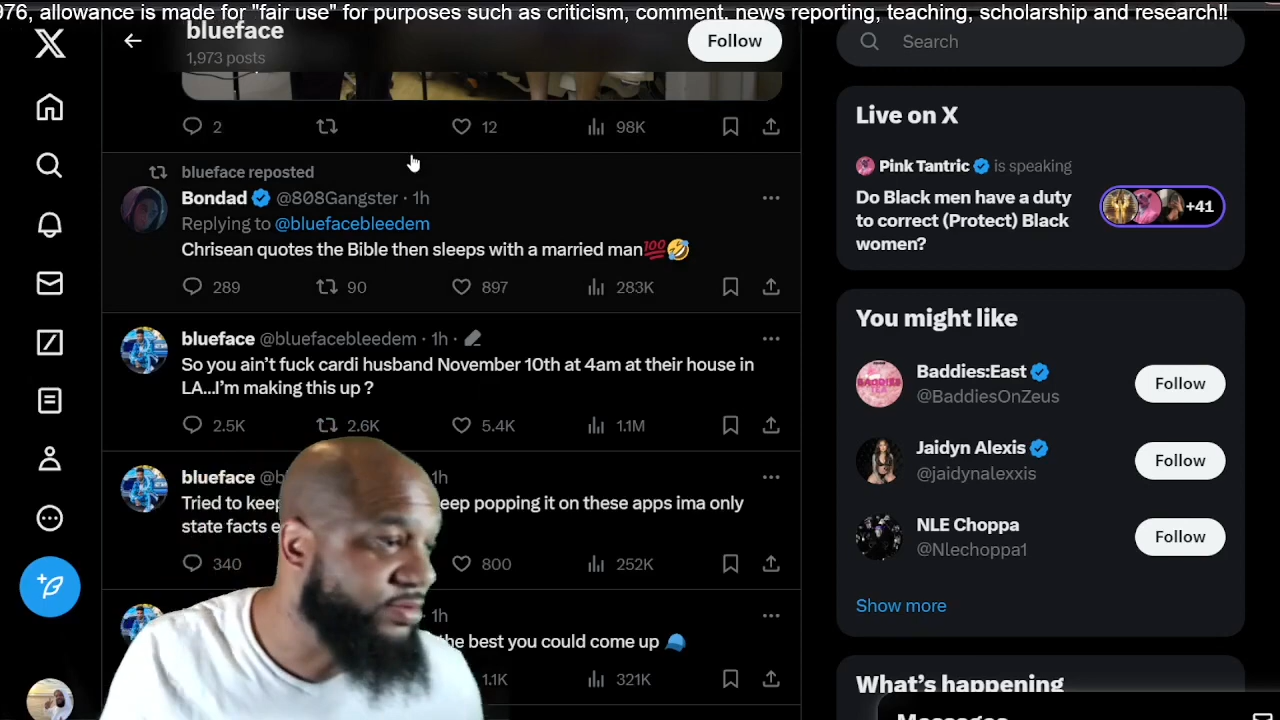 976, allowance is made for "fair use" for purposes such as criticism, comment, news reporting, teaching, scholarship and research!!
blueface
1,973 posts
Follow
2
12
98K
blueface reposted
Bondad @808Gangster · 1h
Replying to @bluefacebleedem
Chrisean quotes the Bible then sleeps with a married man💯🤣
289
90
897
283K
blueface @bluefacebleedem · 1h ·
So you ain't fuck cardi husband November 10th at 4am at their house in
LA...I'm making this up ?
2.5K
2.6K
5.4K
1.1M
blueface
1h
Tried to keep
popping it on these apps ima only
state facts
340
800
252K
1h
the best you could come up 🧢
1.1K
321K
Search
Live on X
Pink Tantric is speaking
Do Black men have a duty
to correct (Protect) Black
women?
+41
You might like
Baddies:East
@BaddiesOnZeus
Follow
Jaidyn Alexis
@jaidynalexxis
Follow
NLE Choppa
@Nlechoppa1
Follow
Show more
What's happening
Messages